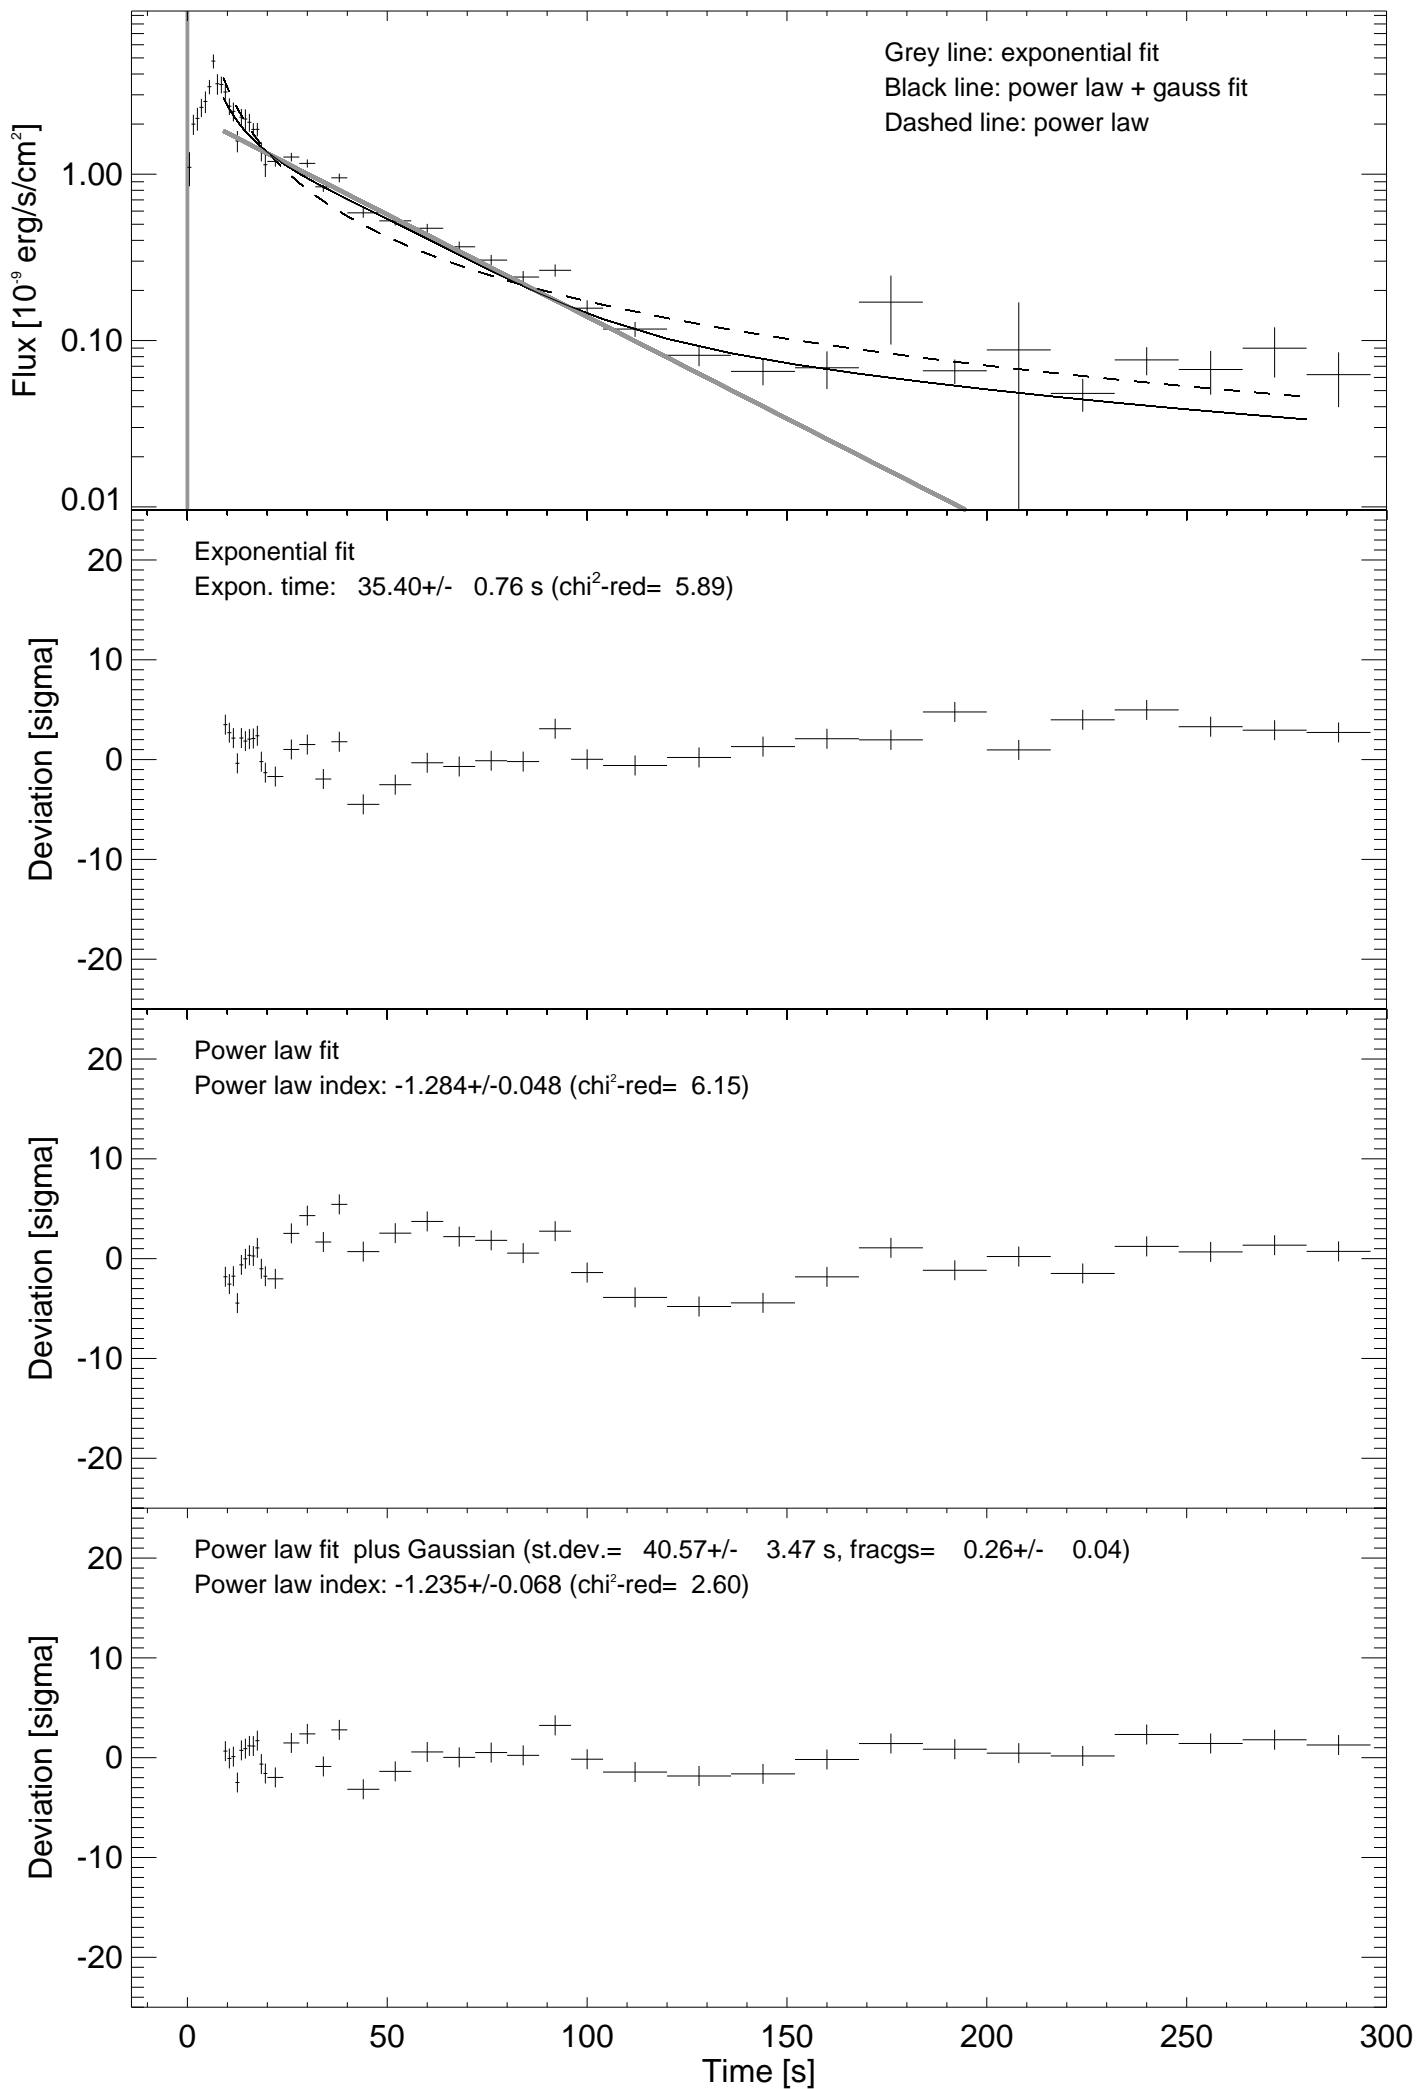 Grey line: exponential fit
Black line: power law + gauss fit
Dashed line: power law
Flux [10⁻⁹ erg/s/cm²]
1.00
0.10
0.01
Exponential fit
Expon. time: 35.40+/- 0.76 s (chi²-red= 5.89)
Deviation [sigma]
20
10
0
-10
-20
Power law fit
Power law index: -1.284+/-0.048 (chi²-red= 6.15)
Deviation [sigma]
20
10
0
-10
-20
Power law fit plus Gaussian (st.dev.= 40.57+/- 3.47 s, fracgs= 0.26+/- 0.04)
Power law index: -1.235+/-0.068 (chi²-red= 2.60)
Deviation [sigma]
20
10
0
-10
-20
0 50 100 150 200 250 300
Time [s]